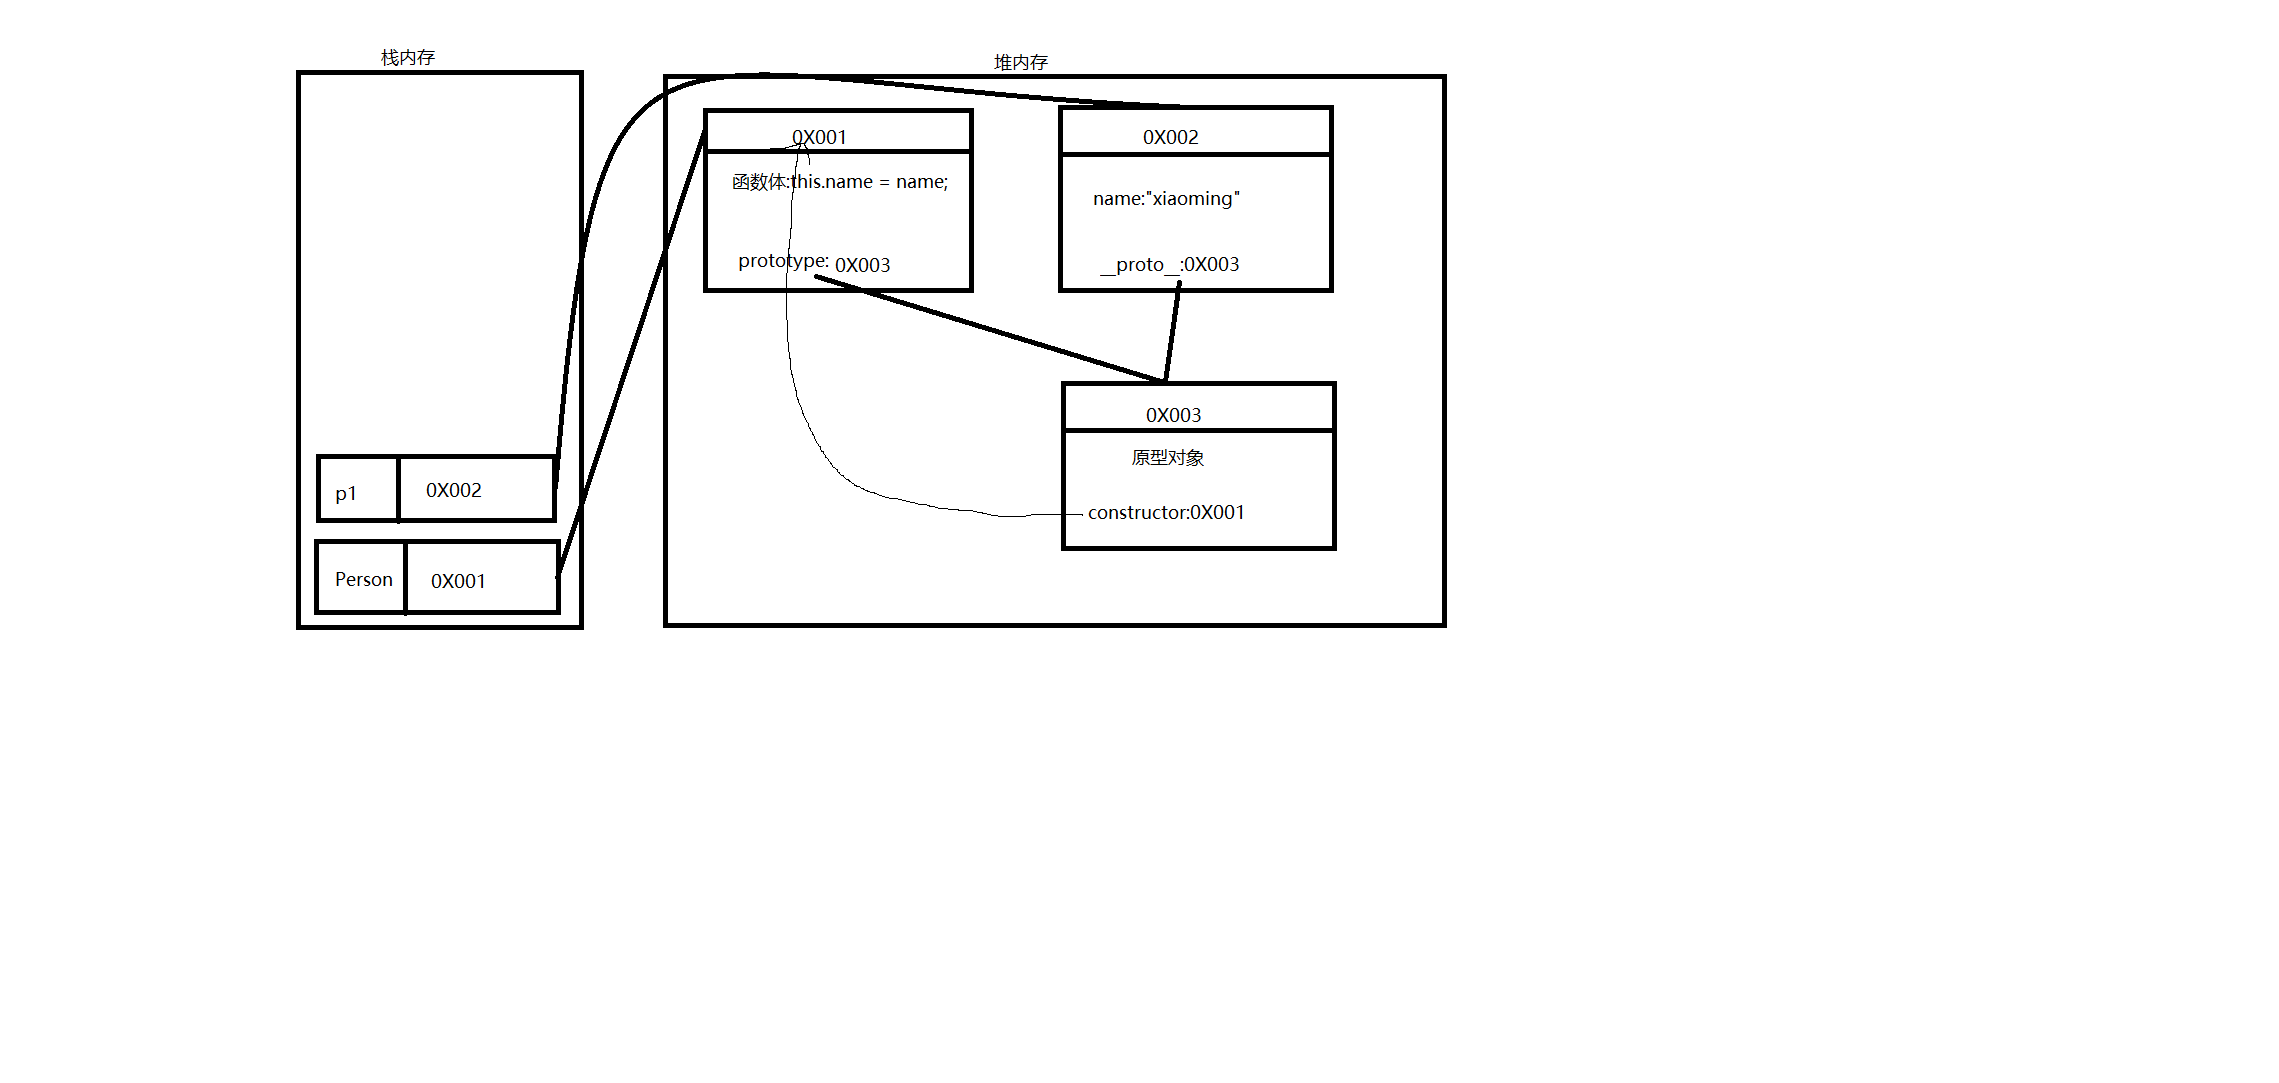 栈内存
堆内存
0X001
函数体:this.name = name;
prototype: 0X003
0X002
name:"xiaoming"
__proto__:0X003
0X003
原型对象
constructor:0X001
p1 0X002
Person 0X001